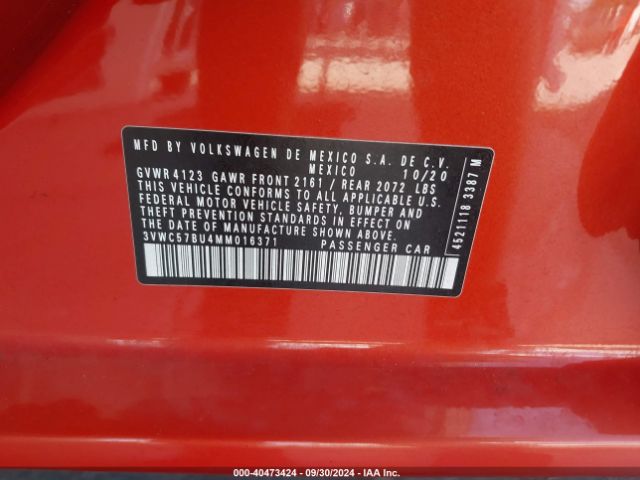 MFD BY VOLKSWAGEN DE MEXICO S.A. DE C.V.
MEXICO 10/20
GVWR 4123 GAWR FRONT 2161 / REAR 2072 LBS
THIS VEHICLE CONFORMS TO ALL APPLICABLE U.S.
FEDERAL MOTOR VEHICLE SAFETY, BUMPER AND
THEFT PREVENTION STANDARDS IN EFFECT ON
THE DATE OF MANUFACTURE SHOWN ABOVE.
3VWC57BU4MM016371 PASSENGER CAR
4521118 3387 M
000-40473424 - 09/30/2024 - IAA Inc.